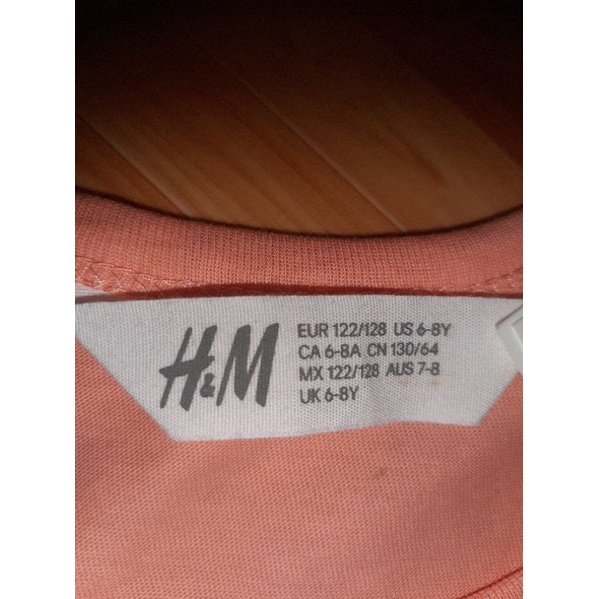 H&M
EUR 122/128 US 6-8Y
CA 6-8A CN 130/64
MX 122/128 AUS 7-8
UK 6-8Y